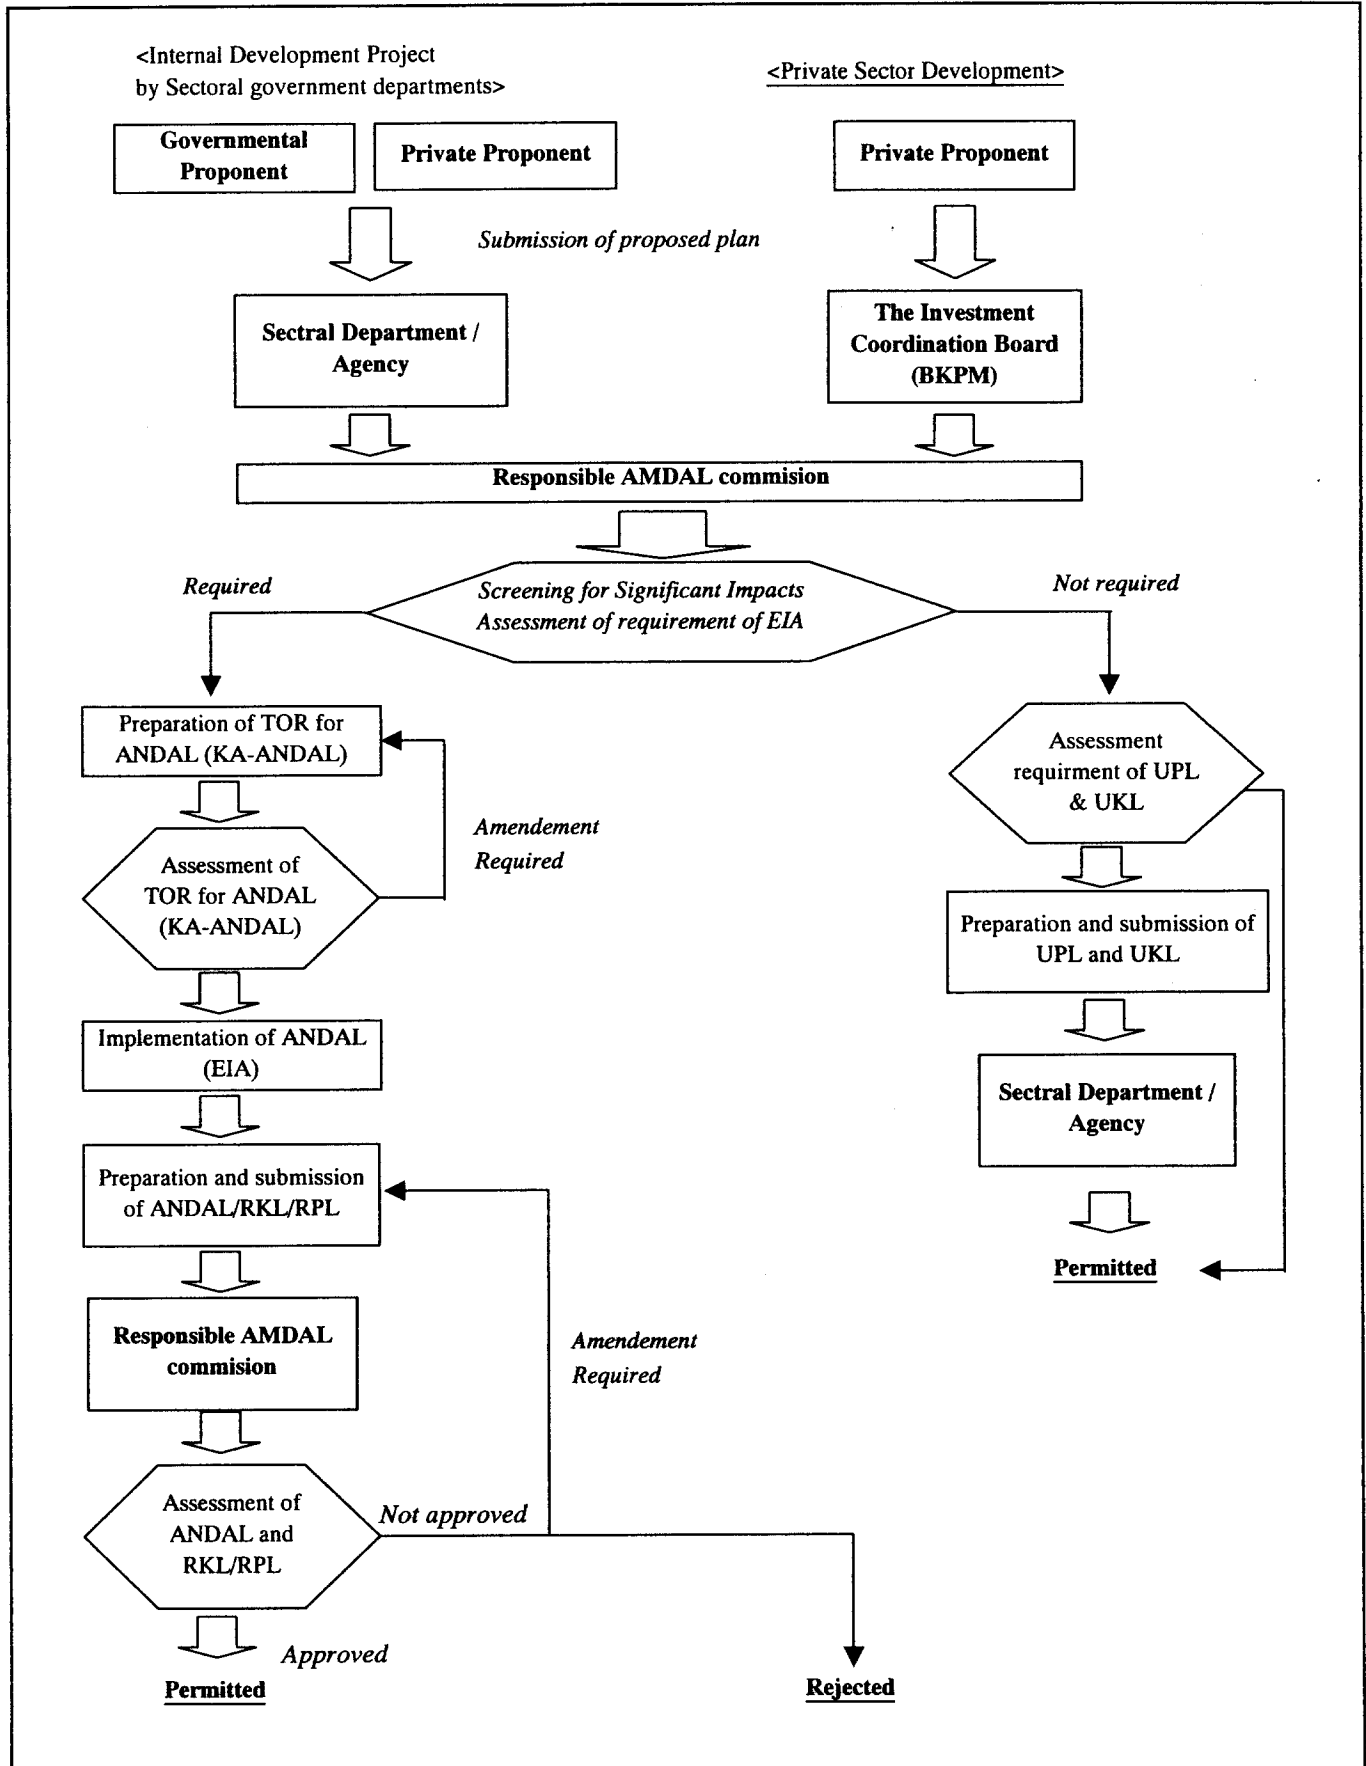 <Internal Development Project
by Sectoral government departments>
<Private Sector Development>
Governmental
Proponent
Private Proponent
Private Proponent
Submission of proposed plan
Sectral Department /
Agency
The Investment
Coordination Board
(BKPM)
Responsible AMDAL commision
Screening for Significant Impacts
Assessment of requirement of EIA
Required
Not required
Preparation of TOR for
ANDAL (KA-ANDAL)
Amendement
Required
Assessment of
TOR for ANDAL
(KA-ANDAL)
Implementation of ANDAL
(EIA)
Preparation and submission
of ANDAL/RKL/RPL
Responsible AMDAL
commision
Amendement
Required
Assessment of
ANDAL and
RKL/RPL
Not approved
Approved
Permitted
Rejected
Assessment
requirment of UPL
& UKL
Preparation and submission of
UPL and UKL
Sectral Department /
Agency
Permitted